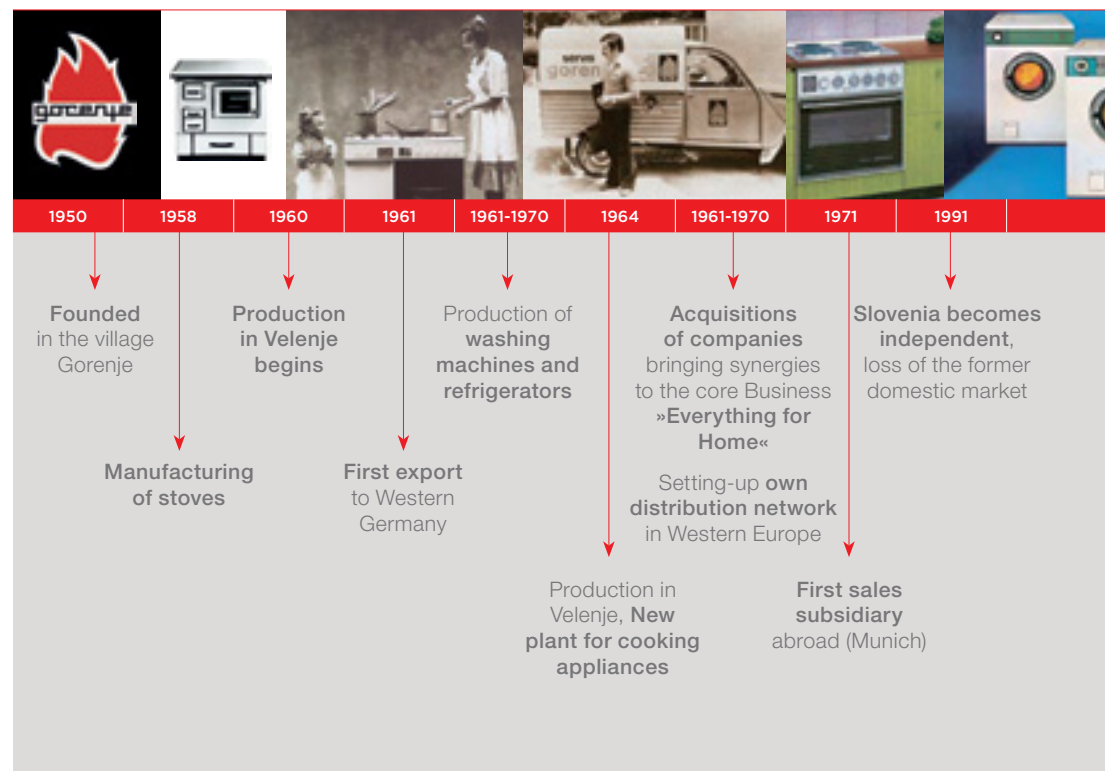 gorenje
servo
goren
1950
1958
1960
1961
1961-1970
1964
1961-1970
1971
1991
Founded
in the village
Gorenje
Manufacturing
of stoves
Production
in Velenje
begins
First export
to Western
Germany
Production of
washing
machines and
refrigerators
Production in
Velenje, New
plant for cooking
appliances
Acquisitions
of companies
bringing synergies
to the core Business
»Everything for
Home«
Setting-up own
distribution network
in Western Europe
First sales
subsidiary
abroad (Munich)
Slovenia becomes
independent,
loss of the former
domestic market